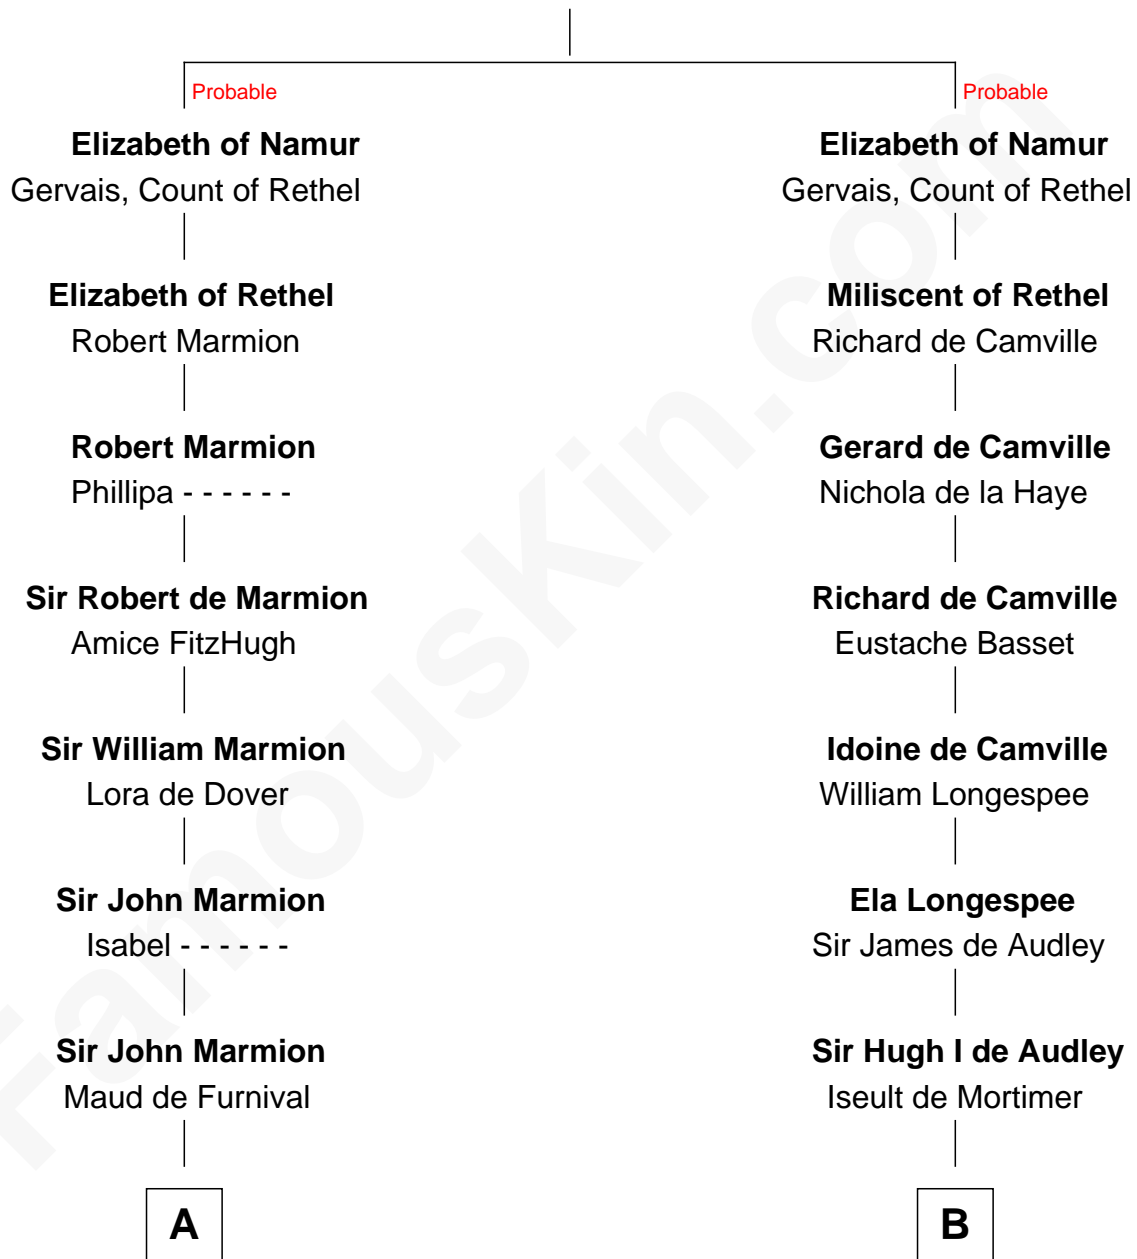 Probable
Elizabeth of Namur
Gervais, Count of Rethel
Elizabeth of Rethel
Robert Marmion
Robert Marmion
Phillipa - - - - - -
Sir Robert de Marmion
Amice FitzHugh
Sir William Marmion
Lora de Dover
Sir John Marmion
Isabel - - - - - -
Sir John Marmion
Maud de Furnival
A
Probable
Elizabeth of Namur
Gervais, Count of Rethel
Miliscent of Rethel
Richard de Camville
Gerard de Camville
Nichola de la Haye
Richard de Camville
Eustache Basset
Idoine de Camville
William Longespee
Ela Longespee
Sir James de Audley
Sir Hugh I de Audley
Iseult de Mortimer
B
FamousKin.com